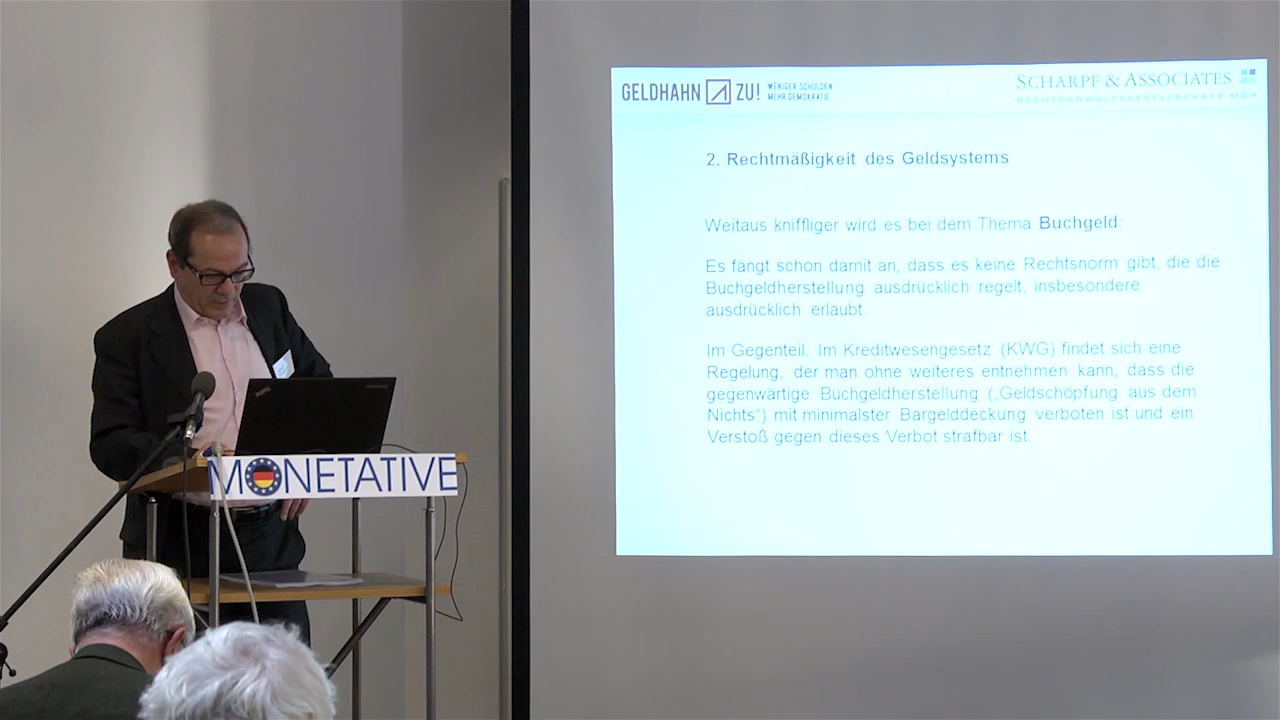 GELDHAHN ZU! WENIGER SCHULDEN
MEHR DEMOKRATIE
SCHARPF & ASSOCIATES
RECHTSANWALTSGESELLSCHAFT MBH
2. Rechtmäßigkeit des Geldsystems
Weitaus kniffliger wird es bei dem Thema Buchgeld:
Es fängt schon damit an, dass es keine Rechtsnorm gibt, die die
Buchgeldherstellung ausdrücklich regelt, insbesondere
ausdrücklich erlaubt.
Im Gegenteil. Im Kreditwesengesetz (KWG) findet sich eine
Regelung, der man ohne weiteres entnehmen kann, dass die
gegenwärtige Buchgeldherstellung („Geldschöpfung aus dem
Nichts“) mit minimalster Bargelddeckung verboten ist und ein
Verstoß gegen dieses Verbot strafbar ist.
MONETATIVE